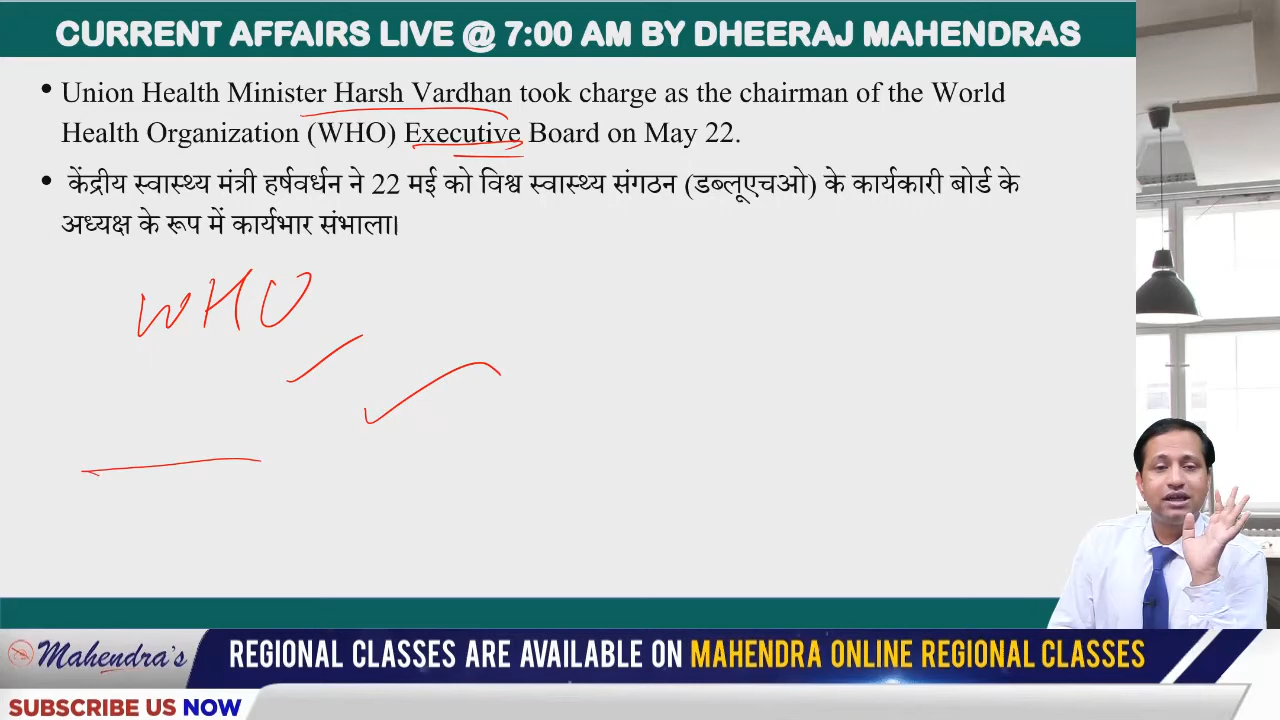 CURRENT AFFAIRS LIVE @ 7:00 AM BY DHEERAJ MAHENDRAS
• Union Health Minister Harsh Vardhan took charge as the chairman of the World
Health Organization (WHO) Executive Board on May 22.
• केंद्रीय स्वास्थ्य मंत्री हर्षवर्धन ने 22 मई को विश्व स्वास्थ्य संगठन (डब्लूएचओ) के कार्यकारी बोर्ड के
अध्यक्ष के रूप में कार्यभार संभाला।
WHO
Mahendra's
REGIONAL CLASSES ARE AVAILABLE ON MAHENDRA ONLINE REGIONAL CLASSES
SUBSCRIBE US NOW